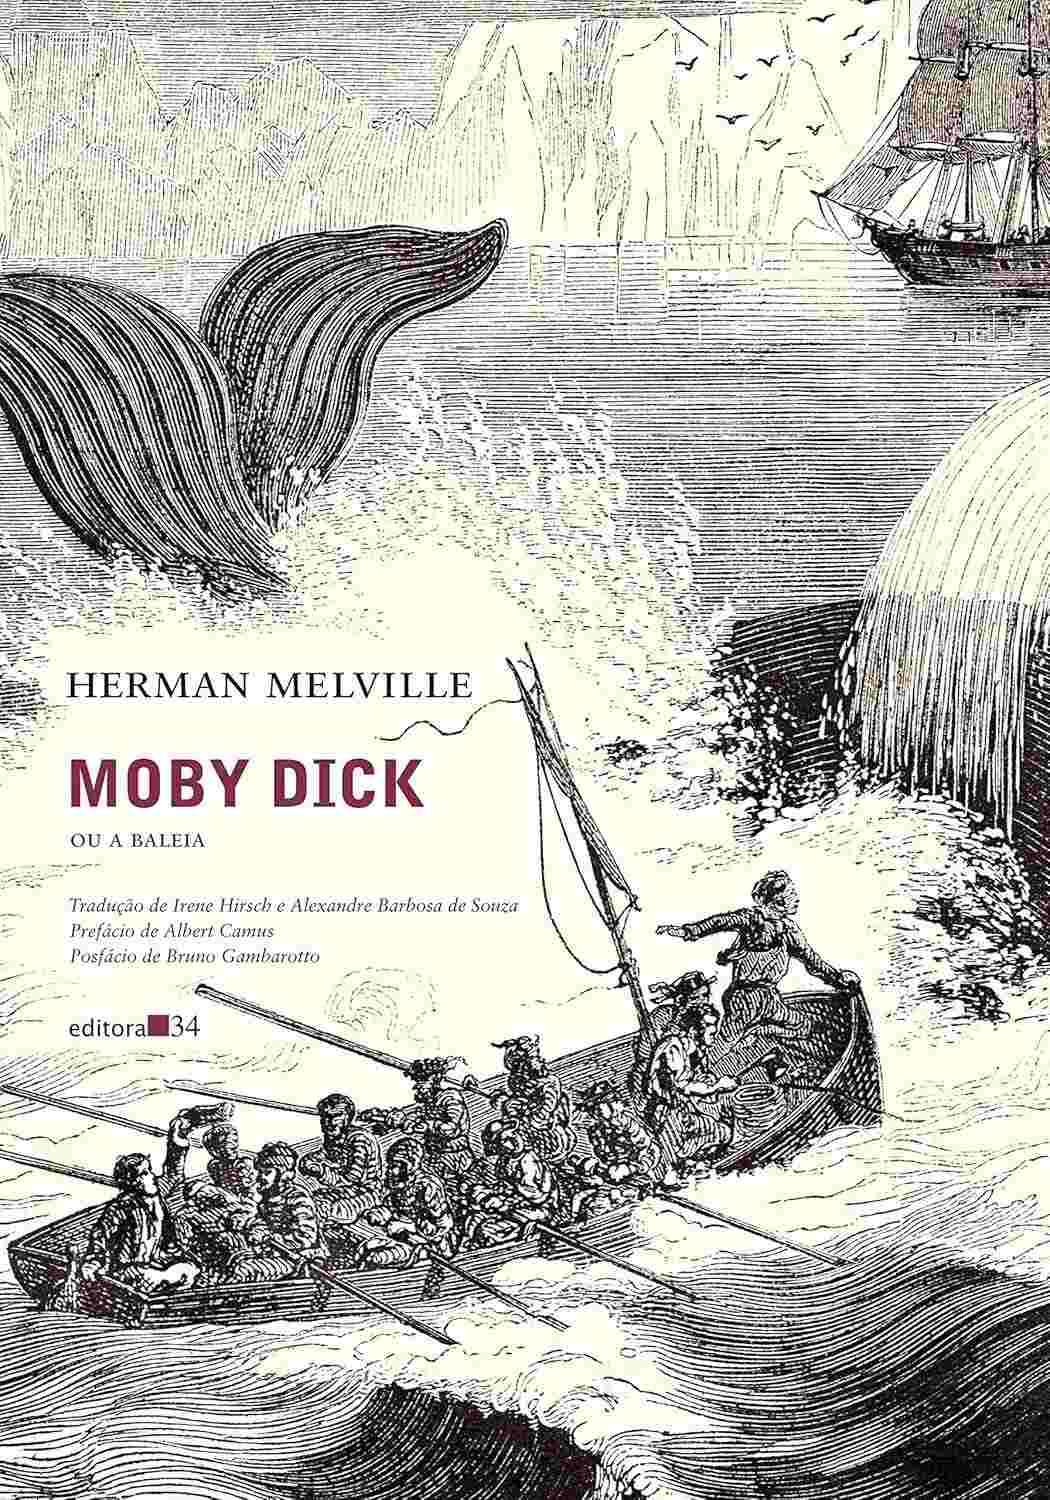 HERMAN MELVILLE
MOBY DICK
OU A BALEIA
Tradução de Irene Hirsch e Alexandre Barbosa de Souza
Prefácio de Albert Camus
Posfácio de Bruno Gambarotto
editora 34